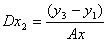 Dx₂ = (y₃ − y₁) / Ax